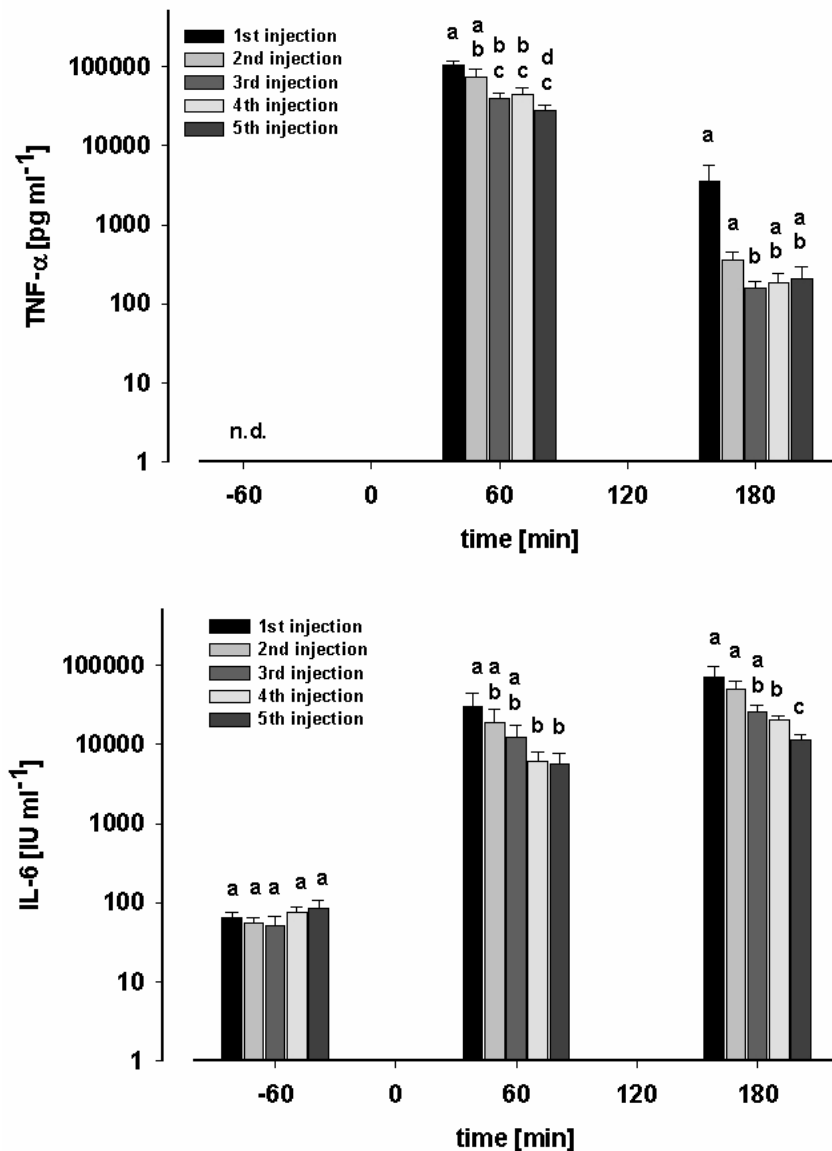 1st injection
2nd injection
3rd injection
4th injection
5th injection
a a b b d
b c c c
a
a a a
b b b
100000
10000
1000
100
10
1
TNF-α [pg ml⁻¹]
n.d.
-60 0 60 120 180
time [min]
1st injection
2nd injection
3rd injection
4th injection
5th injection
a a a a a
a a a
b b b b
a a a
b b c
100000
10000
1000
100
10
1
IL-6 [IU ml⁻¹]
-60 0 60 120 180
time [min]